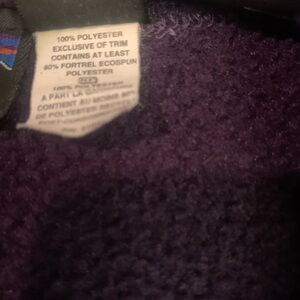 100% POLYESTER
EXCLUSIVE OF TRIM
CONTAINS AT LEAST
80% FORTREL ECOSPUN
POLYESTER
100% POLYESTER
A PART LA
CONTIENT AU MOINS
DE POLYESTER